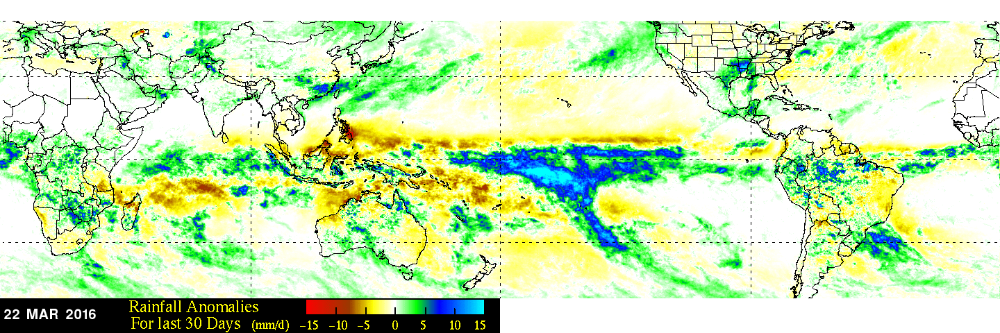 22 MAR 2016
Rainfall Anomalies
For last 30 Days (mm/d)
−15 −10 −5 0 5 10 15